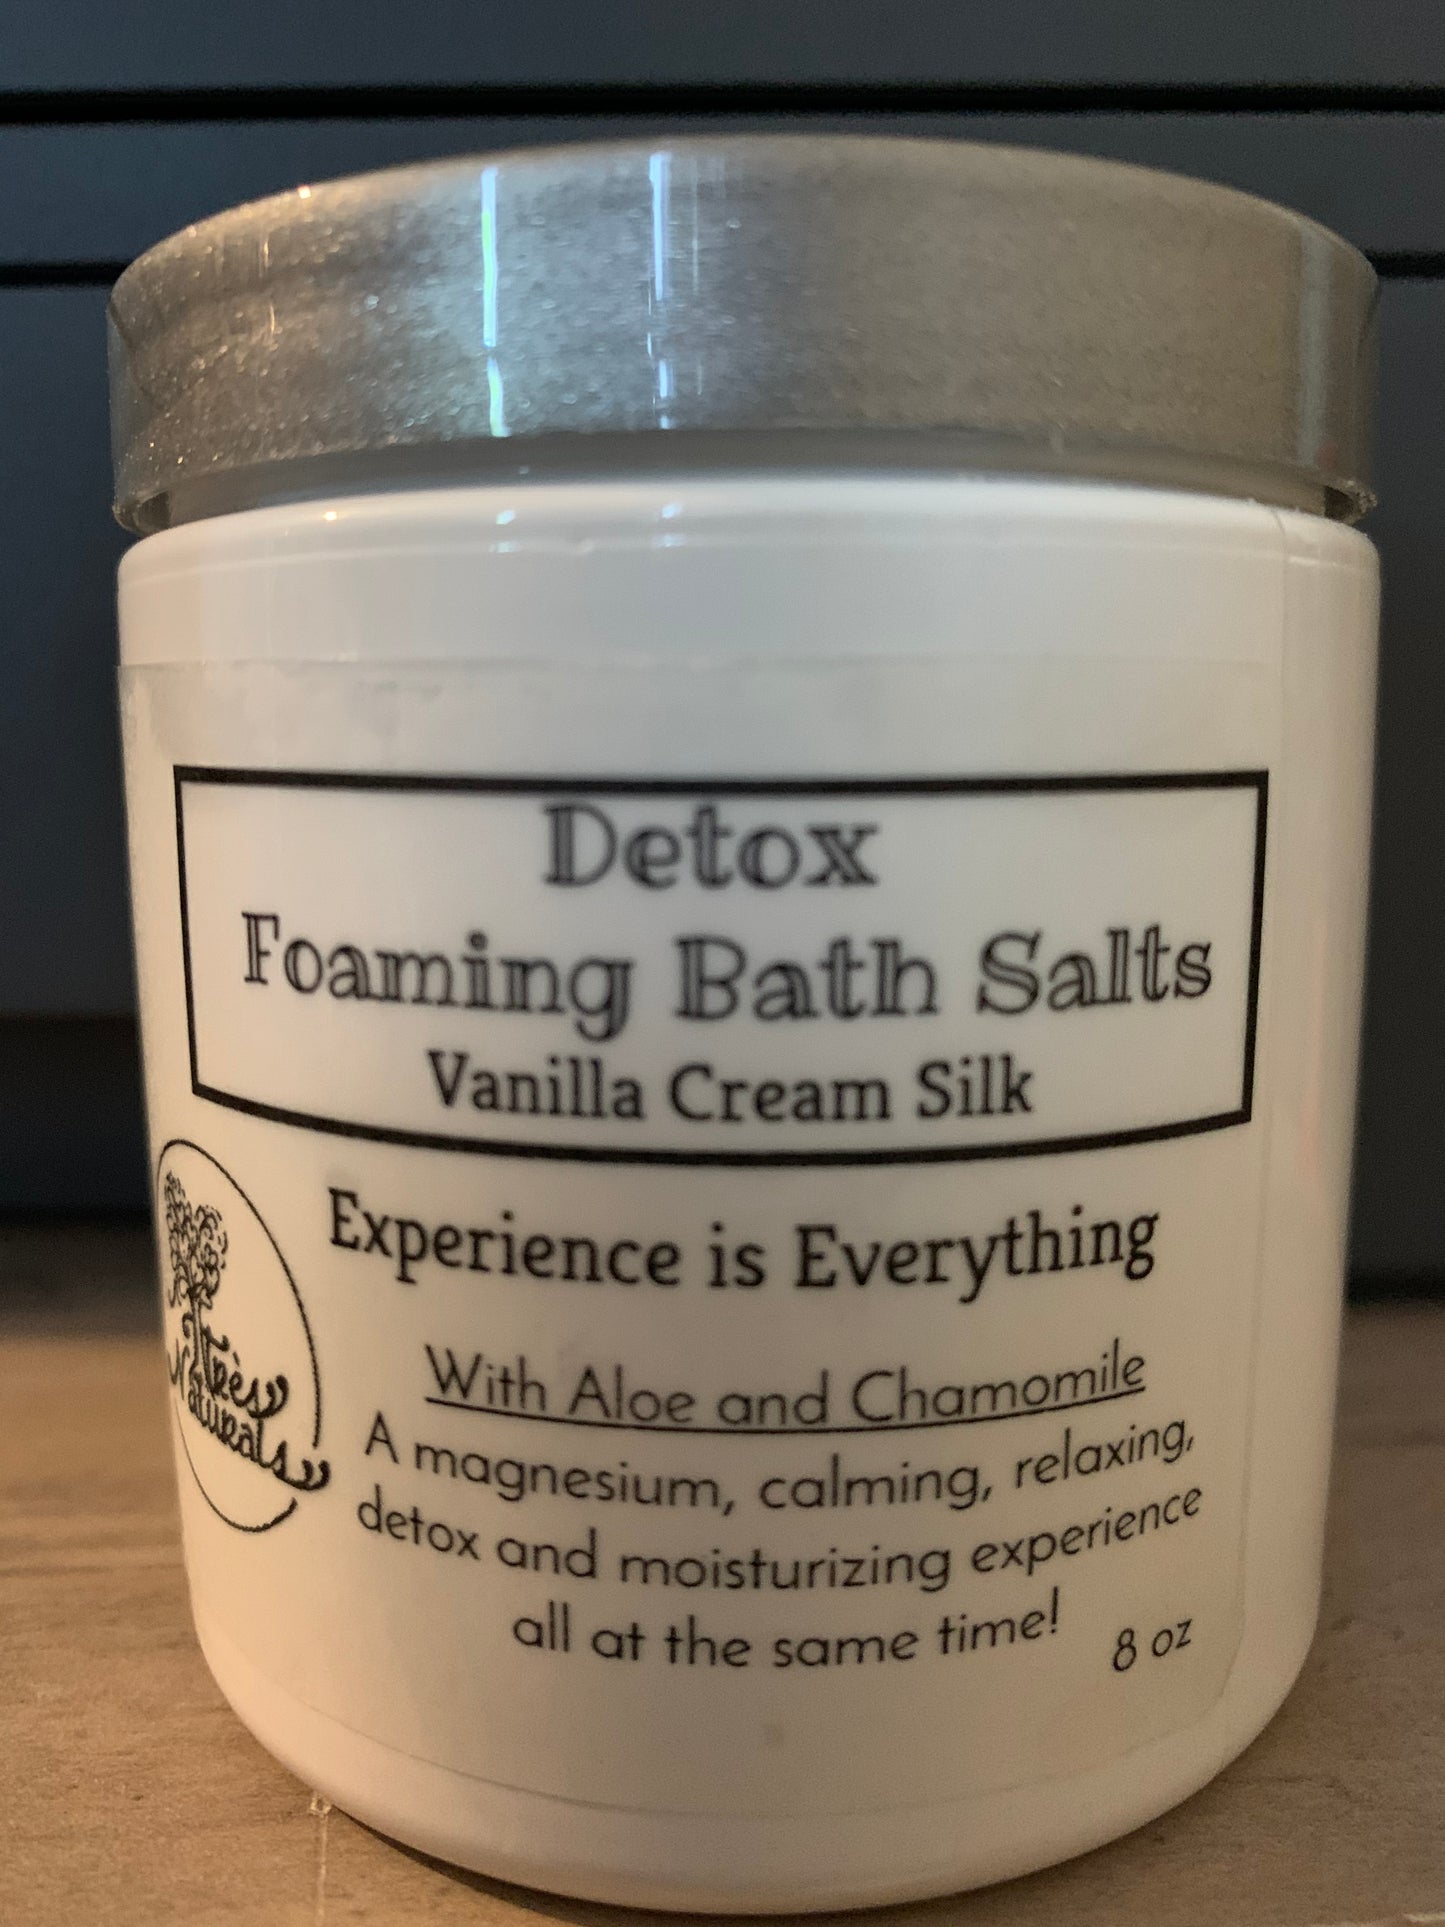 Detox
Foaming Bath Salts
Vanilla Cream Silk
Experience is Everything
Très
Naturals
With Aloe and Chamomile
A magnesium, calming, relaxing,
detox and moisturizing experience
all at the same time!
8 oz